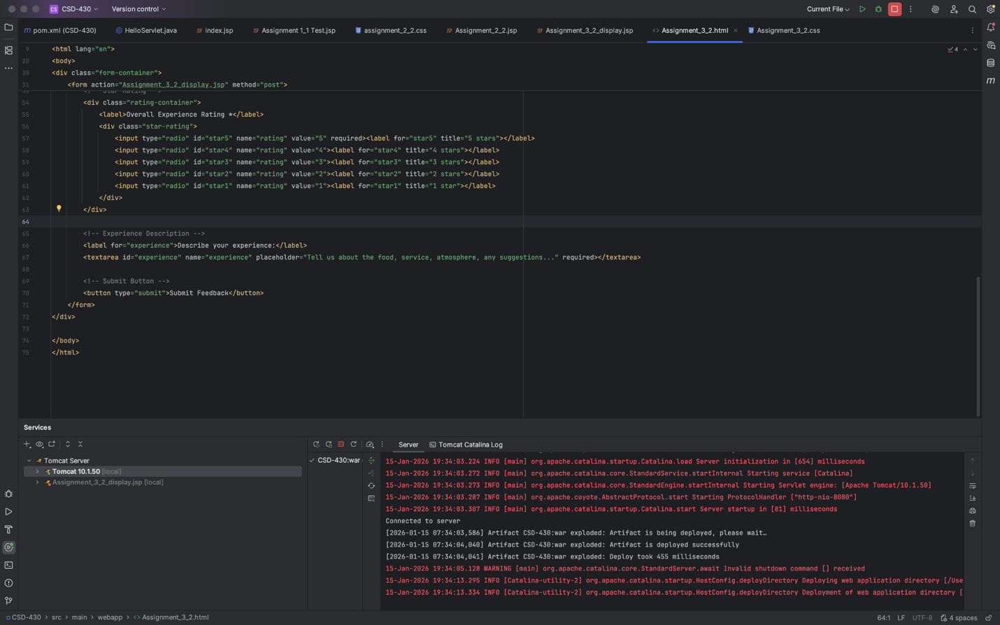 CS CSD-430 Version control Current File
pom.xml (CSD-430) HelloServlet.java index.jsp Assignment 1_1 Test.jsp assignment_2_2.css Assignment_2_2.jsp Assignment_3_2_display.jsp Assignment_3_2.html Assignment_3_2.css
9 <html lang="en"> 4
28 <body>
30 <div class="form-container">
31 <form action="Assignment_3_2_display.jsp" method="post">
54 <div class="rating-container">
55 <label>Overall Experience Rating *</label>
56 <div class="star-rating">
57 <input type="radio" id="star5" name="rating" value="5" required><label for="star5" title="5 stars"></label>
58 <input type="radio" id="star4" name="rating" value="4"><label for="star4" title="4 stars"></label>
59 <input type="radio" id="star3" name="rating" value="3"><label for="star3" title="3 stars"></label>
60 <input type="radio" id="star2" name="rating" value="2"><label for="star2" title="2 stars"></label>
61 <input type="radio" id="star1" name="rating" value="1"><label for="star1" title="1 star"></label>
62 </div>
63 </div>
64
65 <!-- Experience Description -->
66 <label for="experience">Describe your experience:</label>
67 <textarea id="experience" name="experience" placeholder="Tell us about the food, service, atmosphere, any suggestions..." required></textarea>
68
69 <!-- Submit Button -->
70 <button type="submit">Submit Feedback</button>
71 </form>
72 </div>
73
74 </body>
75 </html>
Services
Server Tomcat Catalina Log
Tomcat Server
Tomcat 10.1.50 [local]
Assignment_3_2_display.jsp [local]
CSD-430:war
15-Jan-2026 19:34:03.224 INFO [main] org.apache.catalina.startup.Catalina.load Server initialization in [654] milliseconds
15-Jan-2026 19:34:03.272 INFO [main] org.apache.catalina.core.StandardService.startInternal Starting service [Catalina]
15-Jan-2026 19:34:03.273 INFO [main] org.apache.catalina.core.StandardEngine.startInternal Starting Servlet engine: [Apache Tomcat/10.1.50]
15-Jan-2026 19:34:03.287 INFO [main] org.apache.coyote.AbstractProtocol.start Starting ProtocolHandler ["http-nio-8080"]
15-Jan-2026 19:34:03.307 INFO [main] org.apache.catalina.startup.Catalina.start Server startup in [81] milliseconds
Connected to server
[2026-01-15 07:34:03,586] Artifact CSD-430:war exploded: Artifact is being deployed, please wait…
[2026-01-15 07:34:04,040] Artifact CSD-430:war exploded: Artifact is deployed successfully
[2026-01-15 07:34:04,041] Artifact CSD-430:war exploded: Deploy took 455 milliseconds
15-Jan-2026 19:34:05.128 WARNING [main] org.apache.catalina.core.StandardServer.await Invalid shutdown command [] received
15-Jan-2026 19:34:13.295 INFO [Catalina-utility-2] org.apache.catalina.startup.HostConfig.deployDirectory Deploying web application directory [/Use
15-Jan-2026 19:34:13.334 INFO [Catalina-utility-2] org.apache.catalina.startup.HostConfig.deployDirectory Deployment of web application directory [
CSD-430 > src > main > webapp > Assignment_3_2.html 64:1 LF UTF-8 4 spaces